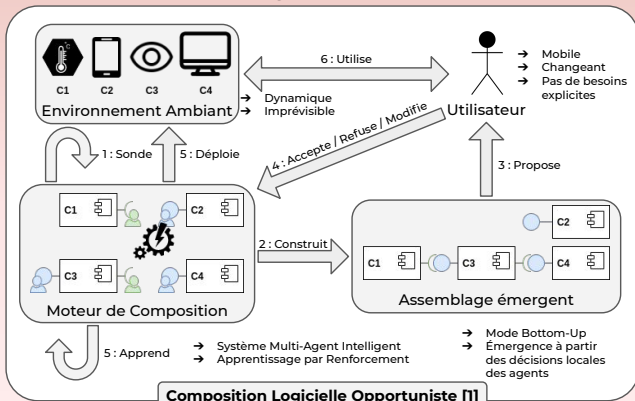 C1
C2
C3
C4
Environnement Ambiant
➔ Dynamique
➔ Imprévisible
6 : Utilise
Utilisateur
➔ Mobile
➔ Changeant
➔ Pas de besoins
explicites
1 : Sonde
5 : Déploie
4 : Accepte / Refuse / Modifie
3 : Propose
C1
C2
C3
C4
Moteur de Composition
2 : Construit
C2
C1
C3
C4
Assemblage émergent
5 : Apprend
➔ Système Multi-Agent Intelligent
➔ Apprentissage par Renforcement
➔ Mode Bottom-Up
➔ Émergence à partir
des décisions locales
des agents
Composition Logicielle Opportuniste [1]